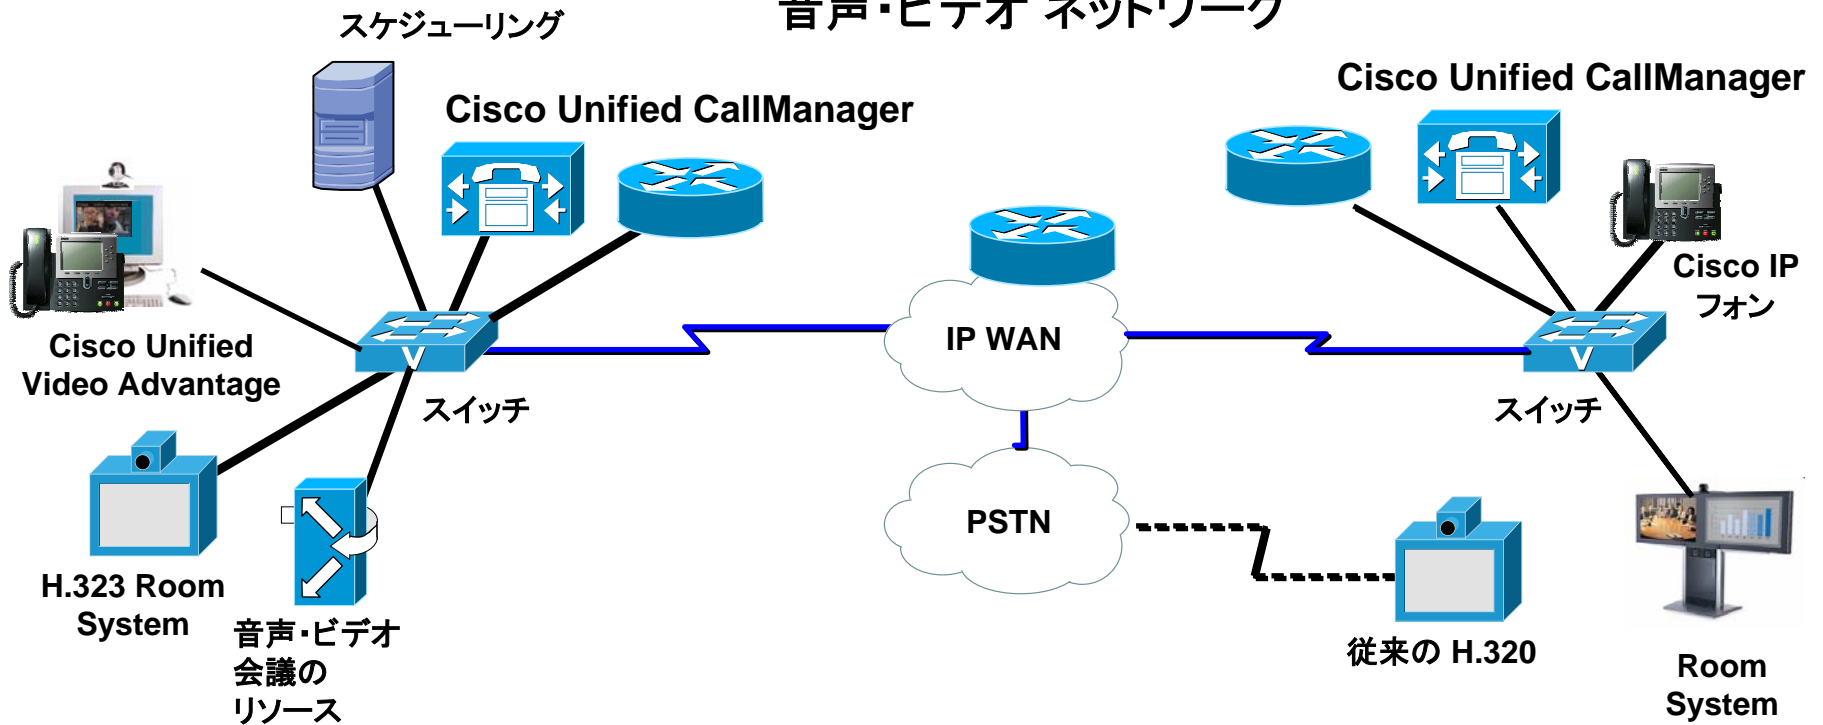 音声・ビデオ ネットワーク
スケジューリング
Cisco Unified CallManager
Cisco Unified CallManager
Cisco IP
フォン
IP WAN
Cisco Unified
Video Advantage
V
スイッチ
V
スイッチ
PSTN
H.323 Room
System
音声・ビデオ
会議の
リソース
従来の H.320
Room
System